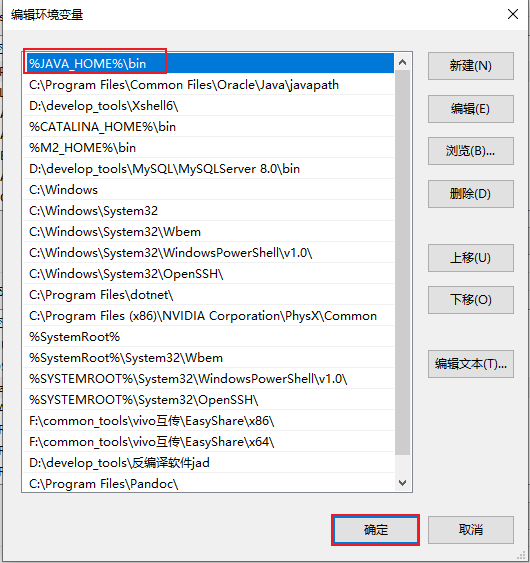 编辑环境变量
%JAVA_HOME%\bin
C:\Program Files\Common Files\Oracle\Java\javapath
D:\develop_tools\Xshell6\
%CATALINA_HOME%\bin
%M2_HOME%\bin
D:\develop_tools\MySQL\MySQLServer 8.0\bin
C:\Windows
C:\Windows\System32
C:\Windows\System32\Wbem
C:\Windows\System32\WindowsPowerShell\v1.0\
C:\Windows\System32\OpenSSH\
C:\Program Files\dotnet\
C:\Program Files (x86)\NVIDIA Corporation\PhysX\Common
%SystemRoot%
%SystemRoot%\System32\Wbem
%SYSTEMROOT%\System32\WindowsPowerShell\v1.0\
%SYSTEMROOT%\System32\OpenSSH\
F:\common_tools\vivo互传\EasyShare\x86\
F:\common_tools\vivo互传\EasyShare\x64\
D:\develop_tools\反编译软件jad
C:\Program Files\Pandoc\
新建(N)
编辑(E)
浏览(B)...
删除(D)
上移(U)
下移(O)
编辑文本(T)...
确定
取消